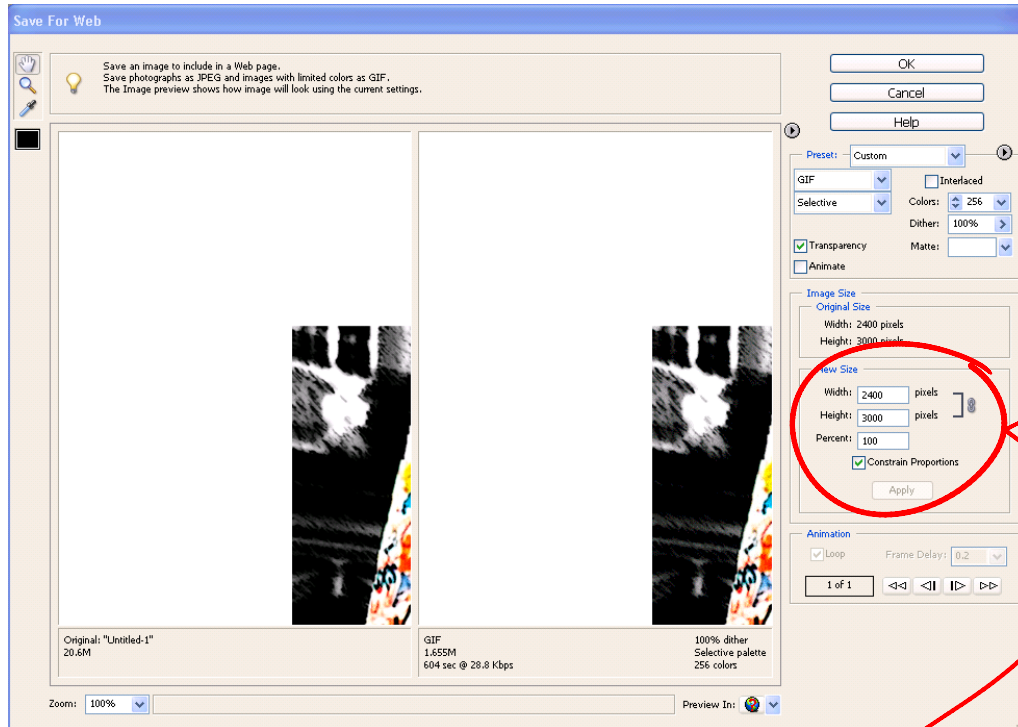 Save For Web
Save an image to include in a Web page.
Save photographs as JPEG and images with limited colors as GIF.
The Image preview shows how image will look using the current settings.
OK
Cancel
Help
Preset: Custom
GIF
Interlaced
Selective
Colors: 256
Dither: 100%
Transparency
Matte:
Animate
Image Size
Original Size
Width: 2400 pixels
Height: 3000 pixels
New Size
Width: 2400 pixels
Height: 3000 pixels
Percent: 100
Constrain Proportions
Apply
Animation
Loop
Frame Delay: 0.2
1 of 1
Original: "Untitled-1"
20.6M
GIF
1.655M
604 sec @ 28.8 Kbps
100% dither
Selective palette
256 colors
Zoom: 100%
Preview In: